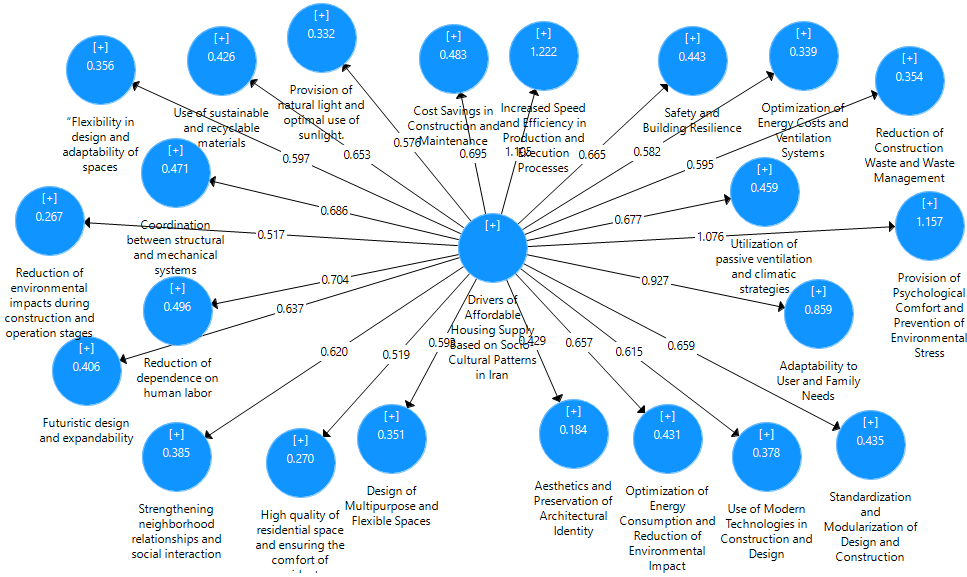 [+]
0.356
“Flexibility in
design and
adaptability of
spaces
[+]
0.426
Use of sustainable
and recyclable
materials
[+]
0.332
Provision of
natural light and
optimal use of
sunlight.
[+]
0.483
Cost Savings in
Construction and
Maintenance
[+]
1.222
Increased Speed
and Efficiency in
Production and
Execution
Processes
[+]
0.443
Safety and
Building Resilience
[+]
0.339
Optimization of
Energy Costs and
Ventilation
Systems
[+]
0.354
Reduction of
Construction
Waste and Waste
Management
[+]
0.471
Coordination
between structural
and mechanical
systems
[+]
0.459
Utilization of
passive ventilation
and climatic
strategies
[+]
0.267
Reduction of
environmental
impacts during
construction and
operation stages
[+]
1.157
Provision of
Psychological
Comfort and
Prevention of
Environmental
Stress
0.597
0.653
0.576
0.695
1.105
0.665
0.582
0.595
0.686
0.677
0.517
1.076
[+]
Drivers of
Affordable
Housing Supply
Based on Socio-
Cultural Patterns
in Iran
0.704
0.927
0.637
0.620
0.519
0.429
0.657
0.615
0.659
[+]
0.496
Reduction of
dependence on
human labor
[+]
0.859
Adaptability to
User and Family
Needs
[+]
0.406
Futuristic design
and expandability
[+]
0.385
Strengthening
neighborhood
relationships and
social interaction
[+]
0.270
High quality of
residential space
and ensuring the
comfort of
[+]
0.351
Design of
Multipurpose and
Flexible Spaces
[+]
0.184
Aesthetics and
Preservation of
Architectural
Identity
[+]
0.431
Optimization of
Energy
Consumption and
Reduction of
Environmental
Impact
[+]
0.378
Use of Modern
Technologies in
Construction and
Design
[+]
0.435
Standardization
and
Modularization of
Design and
Construction